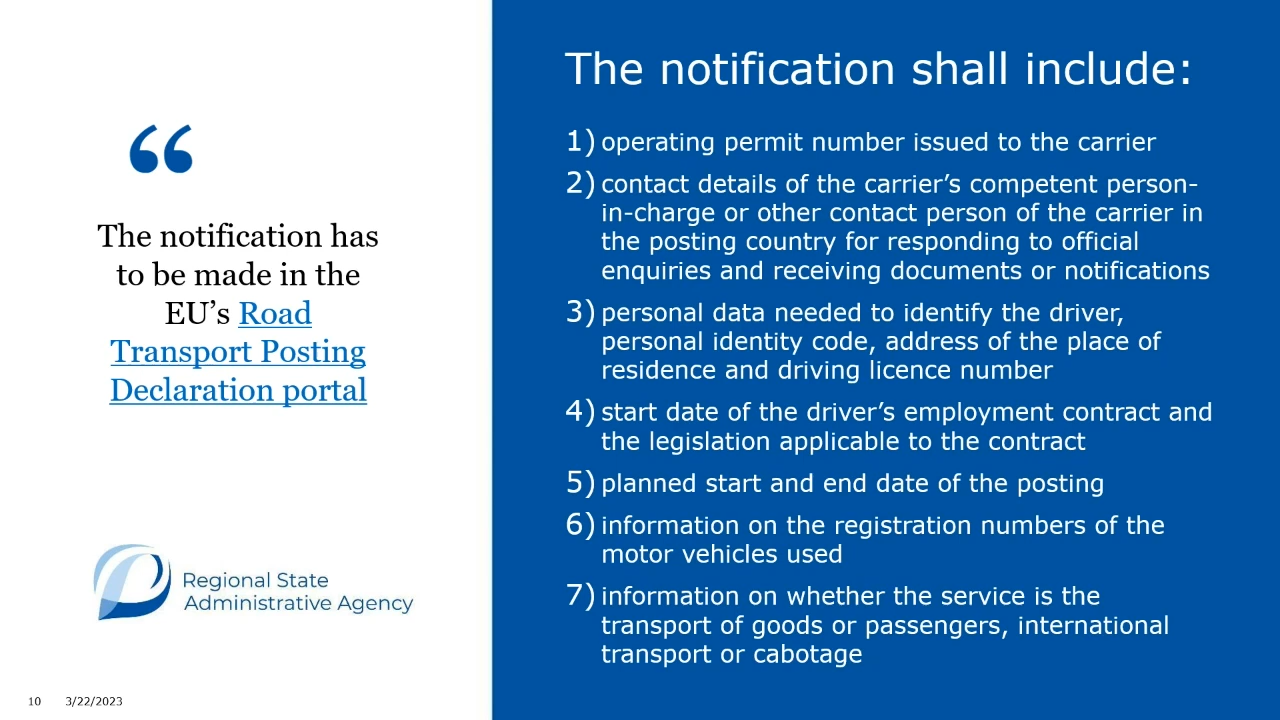 “
The notification has
to be made in the
EU’s Road
Transport Posting
Declaration portal
Regional State
Administrative Agency
10 3/22/2023
The notification shall include:
1) operating permit number issued to the carrier
2) contact details of the carrier’s competent person-
in-charge or other contact person of the carrier in
the posting country for responding to official
enquiries and receiving documents or notifications
3) personal data needed to identify the driver,
personal identity code, address of the place of
residence and driving licence number
4) start date of the driver’s employment contract and
the legislation applicable to the contract
5) planned start and end date of the posting
6) information on the registration numbers of the
motor vehicles used
7) information on whether the service is the
transport of goods or passengers, international
transport or cabotage